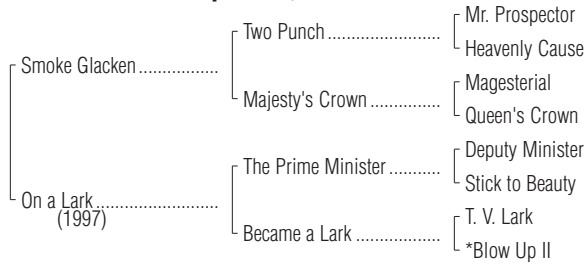 Mr. Prospector
Two Punch
Heavenly Cause
Smoke Glacken
Magesterial
Majesty's Crown
Queen's Crown
Deputy Minister
The Prime Minister
Stick to Beauty
On a Lark
(1997)
T. V. Lark
Became a Lark
*Blow Up II